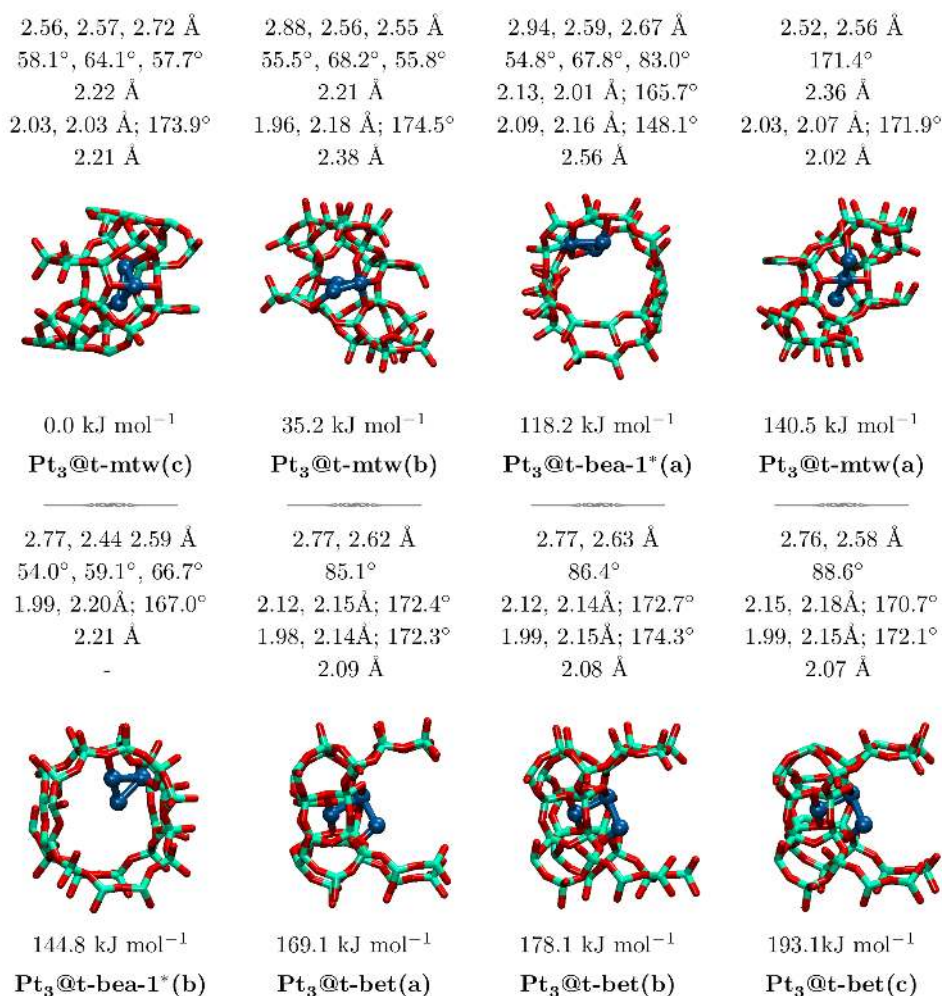 2.56, 2.57, 2.72 Å 2.88, 2.56, 2.55 Å 2.94, 2.59, 2.67 Å 2.52, 2.56 Å
58.1°, 64.1°, 57.7° 55.5°, 68.2°, 55.8° 54.8°, 67.8°, 83.0° 171.4°
2.22 Å 2.21 Å 2.13, 2.01 Å; 165.7° 2.36 Å
2.03, 2.03 Å; 173.9° 1.96, 2.18 Å; 174.5° 2.09, 2.16 Å; 148.1° 2.03, 2.07 Å; 171.9°
2.21 Å 2.38 Å 2.56 Å 2.02 Å
0.0 kJ mol⁻¹ 35.2 kJ mol⁻¹ 118.2 kJ mol⁻¹ 140.5 kJ mol⁻¹
Pt₃@t-mtw(c) Pt₃@t-mtw(b) Pt₃@t-bea-1*(a) Pt₃@t-mtw(a)
2.77, 2.44 2.59 Å 2.77, 2.62 Å 2.77, 2.63 Å 2.76, 2.58 Å
54.0°, 59.1°, 66.7° 85.1° 86.4° 88.6°
1.99, 2.20Å; 167.0° 2.12, 2.15Å; 172.4° 2.12, 2.14Å; 172.7° 2.15, 2.18Å; 170.7°
2.21 Å 1.98, 2.14Å; 172.3° 1.99, 2.15Å; 174.3° 1.99, 2.15Å; 172.1°
- 2.09 Å 2.08 Å 2.07 Å
144.8 kJ mol⁻¹ 169.1 kJ mol⁻¹ 178.1 kJ mol⁻¹ 193.1kJ mol⁻¹
Pt₃@t-bea-1*(b) Pt₃@t-bet(a) Pt₃@t-bet(b) Pt₃@t-bet(c)